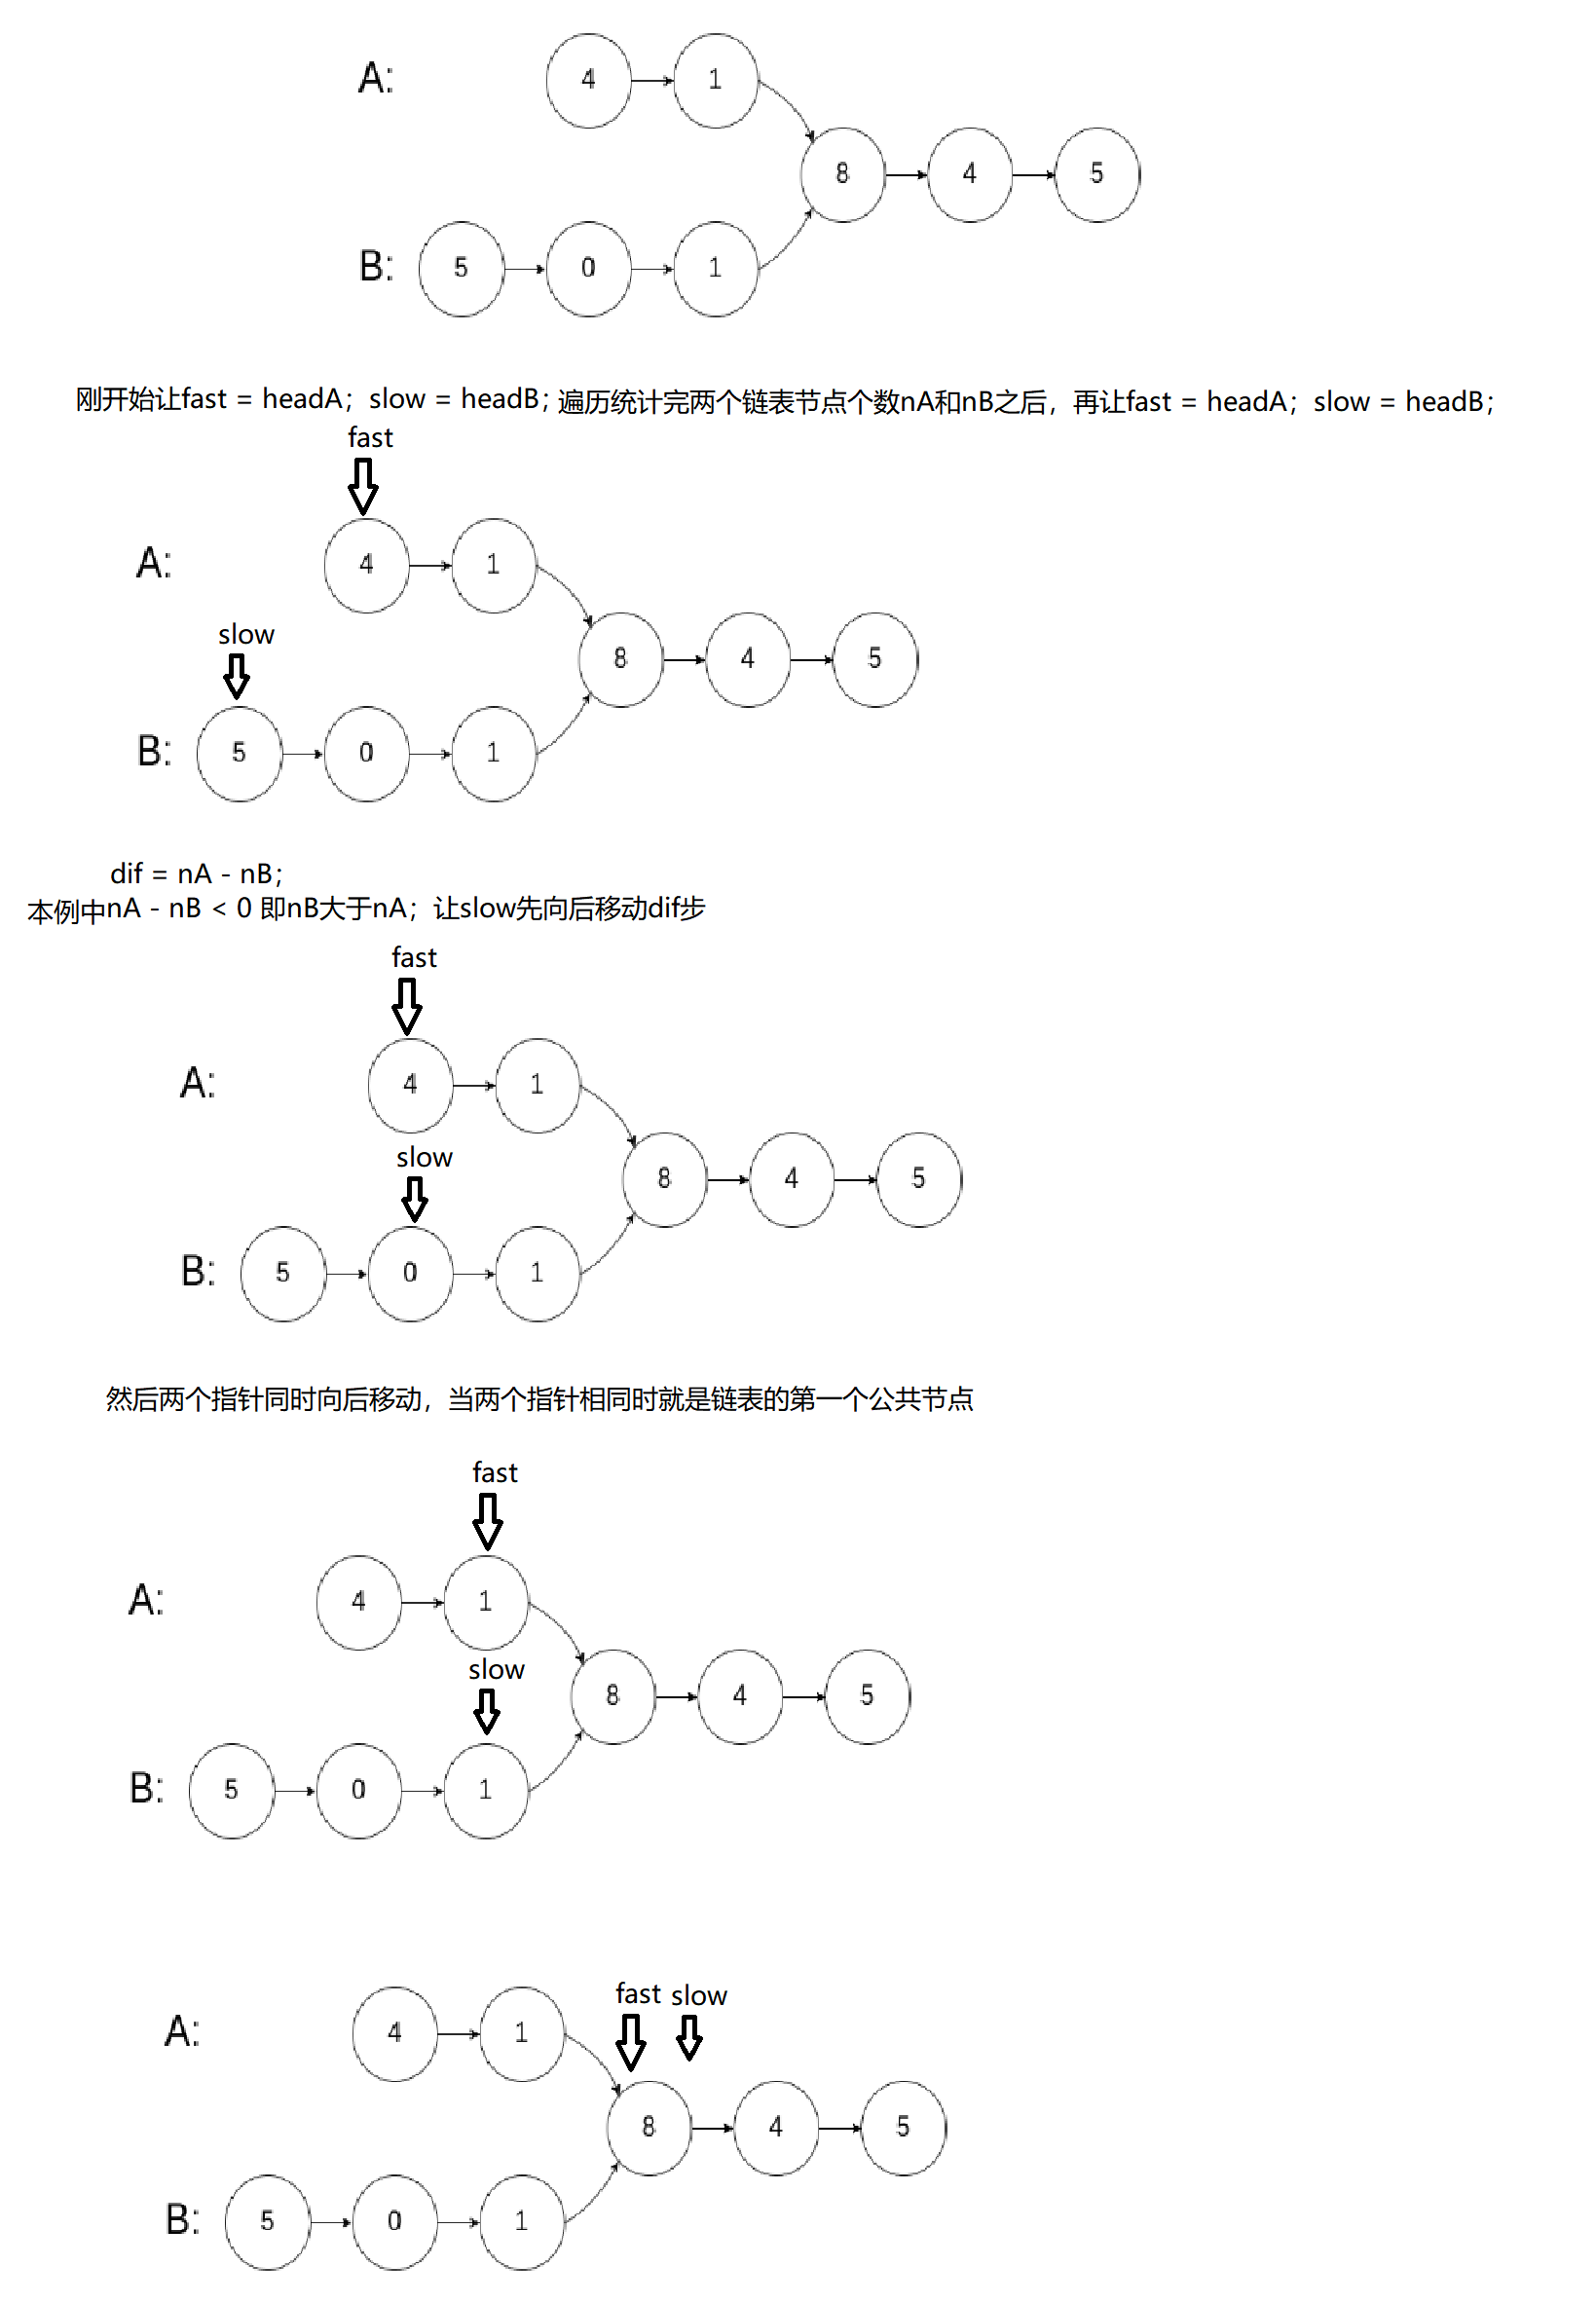 A: 4 1
8 4 5
B: 5 0 1
刚开始让fast = headA；slow = headB；遍历统计完两个链表节点个数nA和nB之后，再让fast = headA；slow = headB；
fast
A: 4 1
slow
8 4 5
B: 5 0 1
dif = nA - nB；
本例中nA - nB < 0 即nB大于nA；让slow先向后移动dif步
fast
A: 4 1
slow
8 4 5
B: 5 0 1
然后两个指针同时向后移动，当两个指针相同时就是链表的第一个公共节点
fast
A: 4 1
slow
8 4 5
B: 5 0 1
fast slow
A: 4 1
8 4 5
B: 5 0 1